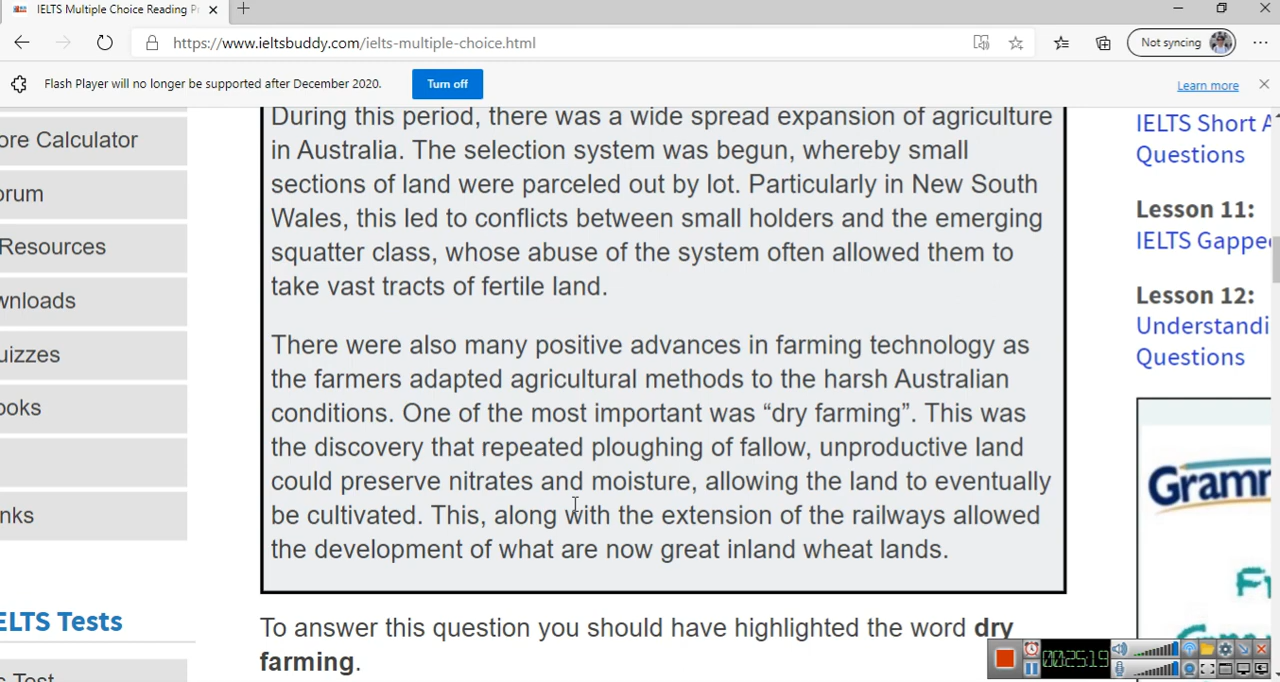 IELTS Multiple Choice Reading Pr
https://www.ieltsbuddy.com/ielts-multiple-choice.html
Not syncing
Flash Player will no longer be supported after December 2020.
Turn off
Learn more
ore Calculator
orum
Resources
wnloads
uizzes
ooks
nks
ELTS Tests
s Test
During this period, there was a wide spread expansion of agriculture
in Australia. The selection system was begun, whereby small
sections of land were parceled out by lot. Particularly in New South
Wales, this led to conflicts between small holders and the emerging
squatter class, whose abuse of the system often allowed them to
take vast tracts of fertile land.
There were also many positive advances in farming technology as
the farmers adapted agricultural methods to the harsh Australian
conditions. One of the most important was “dry farming”. This was
the discovery that repeated ploughing of fallow, unproductive land
could preserve nitrates and moisture, allowing the land to eventually
be cultivated. This, along with the extension of the railways allowed
the development of what are now great inland wheat lands.
To answer this question you should have highlighted the word dry
farming.
IELTS Short A
Questions
Lesson 11:
IELTS Gappe
Lesson 12:
Understandi
Questions
Gramm
00:25:19